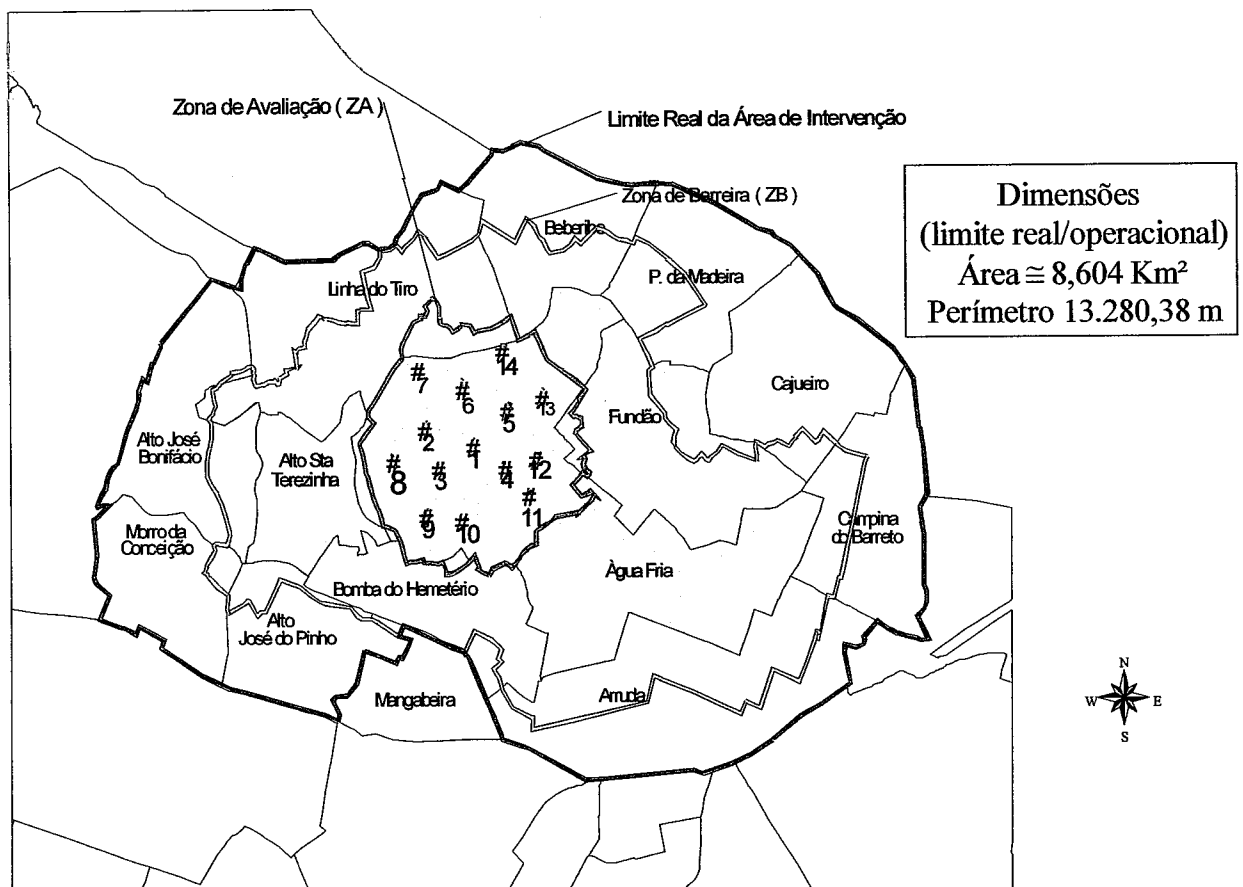 Zona de Avaliação ( ZA )
Limite Real da Área de Intervenção
Zona de Barreira ( ZB )
Dimensões
(limite real/operacional)
Área ≅ 8,604 Km²
Perímetro 13.280,38 m
Beberibe
P. da Madeira
Linha do Tiro
Cajueiro
Fundão
Alto José
Bonifácio
Alto Sta
Terezinha
Morro da
Conceição
Campina
do Barreto
Água Fria
Bomba do Hemetério
Alto
José do Pinho
Mangabeira
Arruda
# 14
# 7
# 6
# 13
# 5
# 2
# 1
# 12
# 8
# 3
# 4
# 11
# 9
# 10
N
W E
S